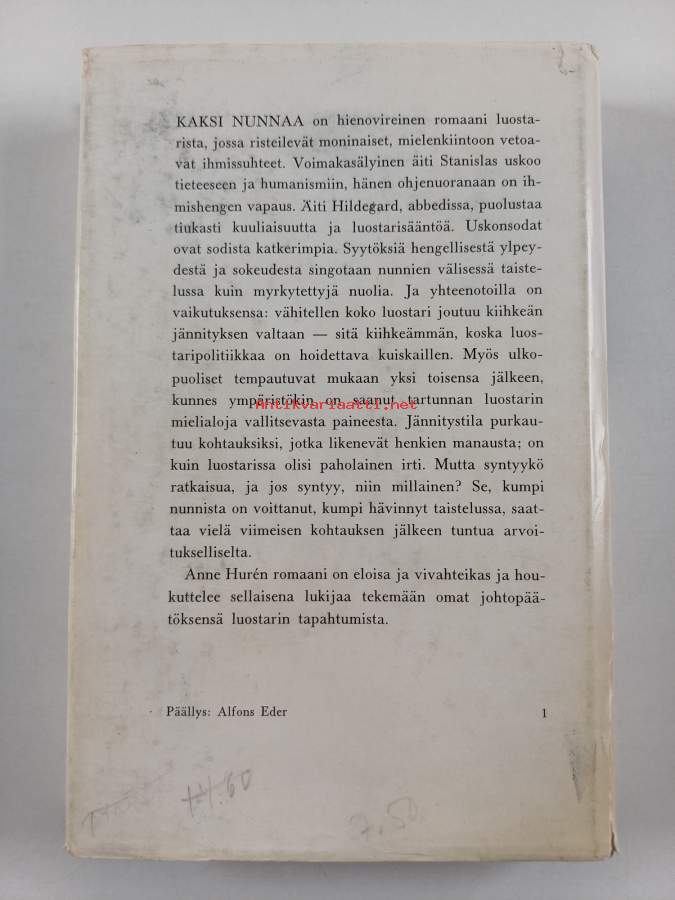 KAKSI NUNNAA on hienovireinen romaani luosta-
rista, jossa risteilevät moninaiset, mielenkiintoon vetoa-
vat ihmissuhteet. Voimakasälyinen äiti Stanislas uskoo
tieteeseen ja humanismiin, hänen ohjenuoranaan on ih-
mishengen vapaus. Äiti Hildegard, abbedissa, puolustaa
tiukasti kuuliaisuutta ja luostarisääntöä. Uskonsodat
ovat sodista katkerimpia. Syytöksiä hengellisestä ylpey-
destä ja sokeudesta singotaan nunnien välisessä taiste-
lussa kuin myrkytettyjä nuolia. Ja yhteenotoilla on
vaikutuksensa: vähitellen koko luostari joutuu kiihkeän
jännityksen valtaan — sitä kiihkeämmän, koska luos-
taripolitiikkaa on hoidettava kuiskaillen. Myös ulko-
puoliset tempautuvat mukaan yksi toisensa jälkeen,
kunnes ympäristökin on saanut tartunnan luostarin
Antikvariaatti.net
mielialoja vallitsevasta paineesta. Jännitystila purkau-
tuu kohtauksiksi, jotka likenevät henkien manausta; on
kuin luostarissa olisi paholainen irti. Mutta syntyykö
ratkaisua, ja jos syntyy, niin millainen? Se, kumpi
nunnista on voittanut, kumpi hävinnyt taistelussa, saat-
taa vielä viimeisen kohtauksen jälkeen tuntua arvoi-
tukselliselta.
Anne Hurén romaani on eloisa ja vivahteikas ja hou-
kuttelee sellaisena lukijaa tekemään omat johtopää-
töksensä luostarin tapahtumista.
Päällys: Alfons Eder 1
7.50